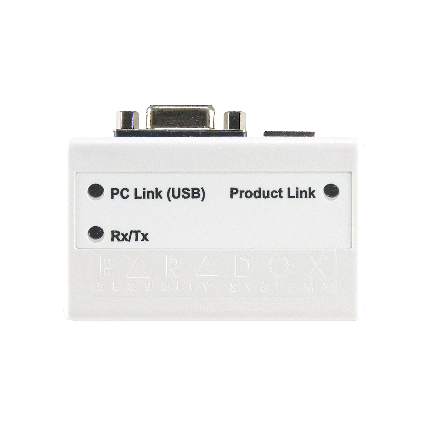 PC Link (USB) Product Link
Rx/Tx
PARADOX
SECURITY SYSTEMS